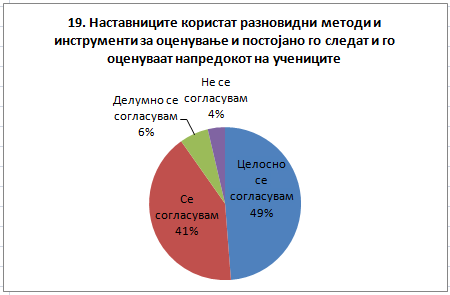 19. Наставниците користат разновидни методи и
инструменти за оценување и постојано го следат и го
оценуваат напредокот на учениците
Не се
согласувам
4%
Делумно се
согласувам
6%
Целосно
се
согласувам
49%
Се
согласувам
41%